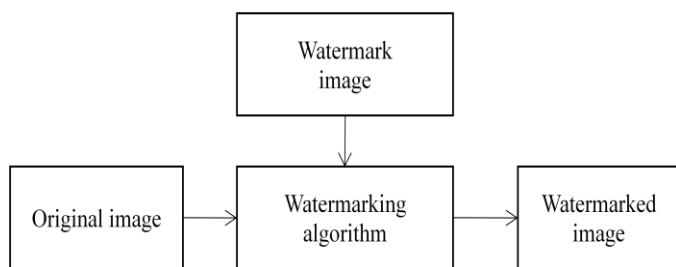 Watermark
image
Original image
Watermarking
algorithm
Watermarked
image